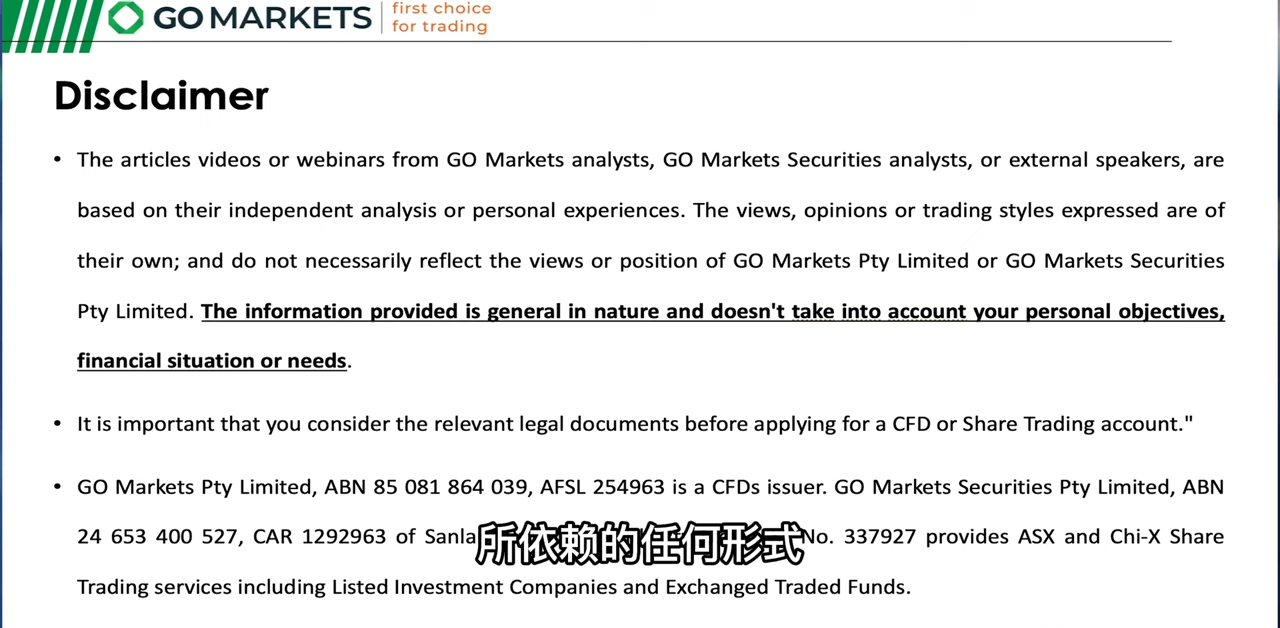 GO MARKETS
first choice
for trading
Disclaimer
• The articles videos or webinars from GO Markets analysts, GO Markets Securities analysts, or external speakers, are
based on their independent analysis or personal experiences. The views, opinions or trading styles expressed are of
their own; and do not necessarily reflect the views or position of GO Markets Pty Limited or GO Markets Securities
Pty Limited. The information provided is general in nature and doesn't take into account your personal objectives,
financial situation or needs.
• It is important that you consider the relevant legal documents before applying for a CFD or Share Trading account."
• GO Markets Pty Limited, ABN 85 081 864 039, AFSL 254963 is a CFDs issuer. GO Markets Securities Pty Limited, ABN
24 653 400 527, CAR 1292963 of No. 337927 provides ASX and Chi-X Share
所依赖的任何形式
Trading services including Listed Investment Companies and Exchanged Traded Funds.